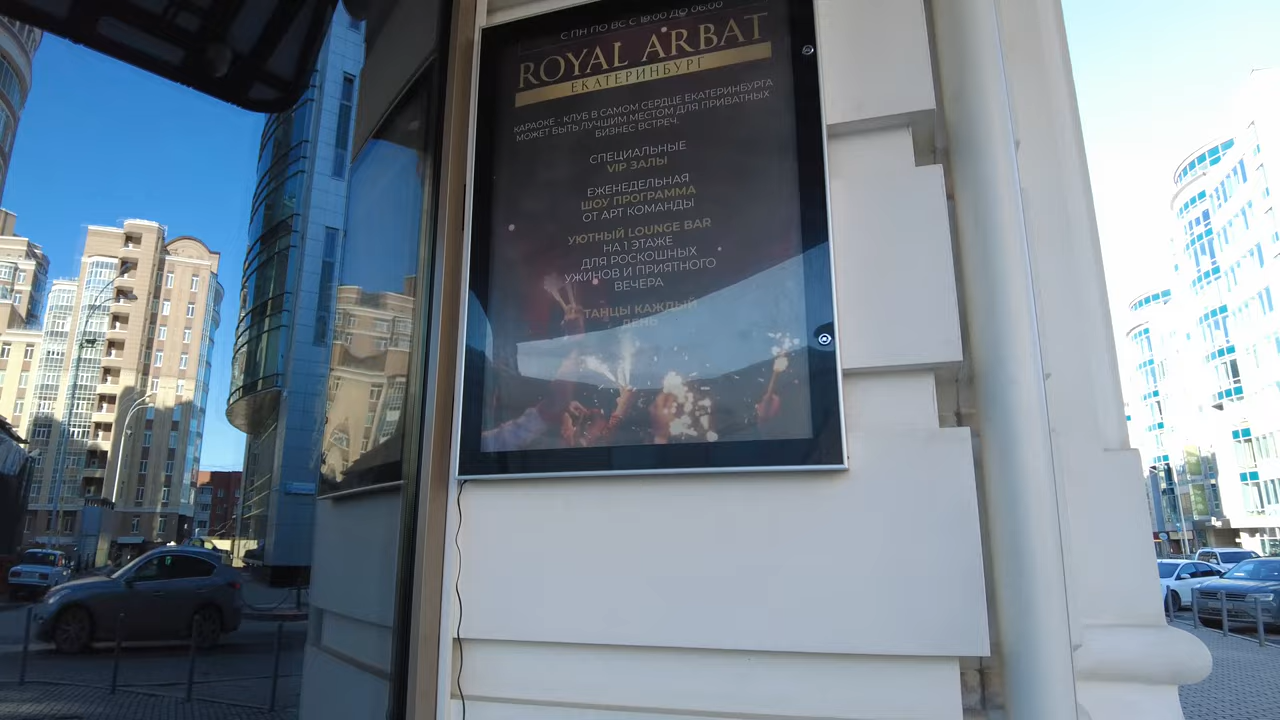 С ПН ПО ВС С 19:00 ДО 06:00
ROYAL ARBAT
ЕКАТЕРИНБУРГ
КАРАОКЕ - КЛУБ В САМОМ СЕРДЦЕ ЕКАТЕРИНБУРГА
МОЖЕТ БЫТЬ ЛУЧШИМ МЕСТОМ ДЛЯ ПРИВАТНЫХ
БИЗНЕС ВСТРЕЧ.
СПЕЦИАЛЬНЫЕ
VIP ЗАЛЫ
ЕЖЕНЕДЕЛЬНАЯ
ШОУ ПРОГРАММА
ОТ АРТ КОМАНДЫ
УЮТНЫЙ LOUNGE BAR
НА 1 ЭТАЖЕ
ДЛЯ РОСКОШНЫХ
УЖИНОВ И ПРИЯТНОГО
ВЕЧЕРА
ТАНЦЫ КАЖДЫЙ
ДЕНЬ